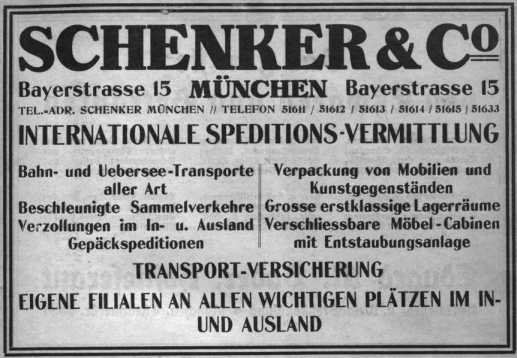 SCHENKER & Co
Bayerstrasse 15 MÜNCHEN Bayerstrasse 15
TEL.-ADR. SCHENKER MÜNCHEN // TELEFON 51611 / 51612 / 51613 / 51614 / 51615 / 51633
INTERNATIONALE SPEDITIONS-VERMITTLUNG
Bahn- und Uebersee-Transporte
aller Art
Beschleunigte Sammelverkehre
Verzollungen im In- u. Ausland
Gepäckspeditionen
Verpackung von Mobilien und
Kunstgegenständen
Grosse erstklassige Lagerräume
Verschliessbare Möbel-Cabinen
mit Entstaubungsanlage
TRANSPORT-VERSICHERUNG
EIGENE FILIALEN AN ALLEN WICHTIGEN PLÄTZEN IM IN-
UND AUSLAND